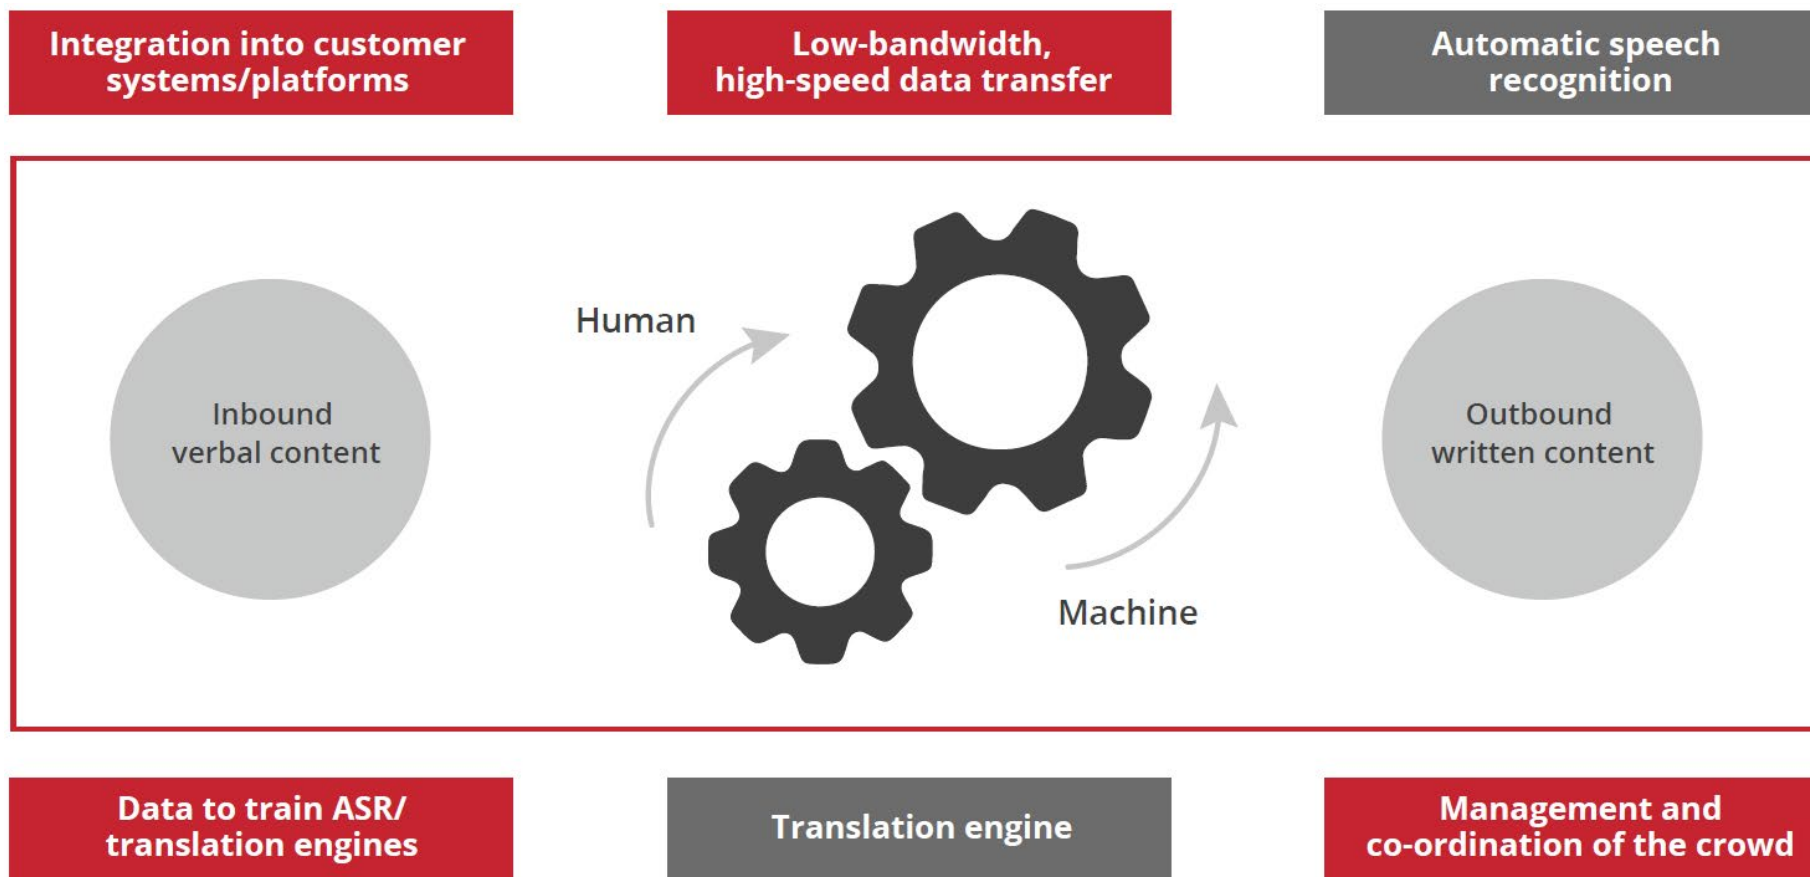 Integration into customer
systems/platforms
Low-bandwidth,
high-speed data transfer
Automatic speech
recognition
Human
Inbound
verbal content
Outbound
written content
Machine
Data to train ASR/
translation engines
Translation engine
Management and
co-ordination of the crowd